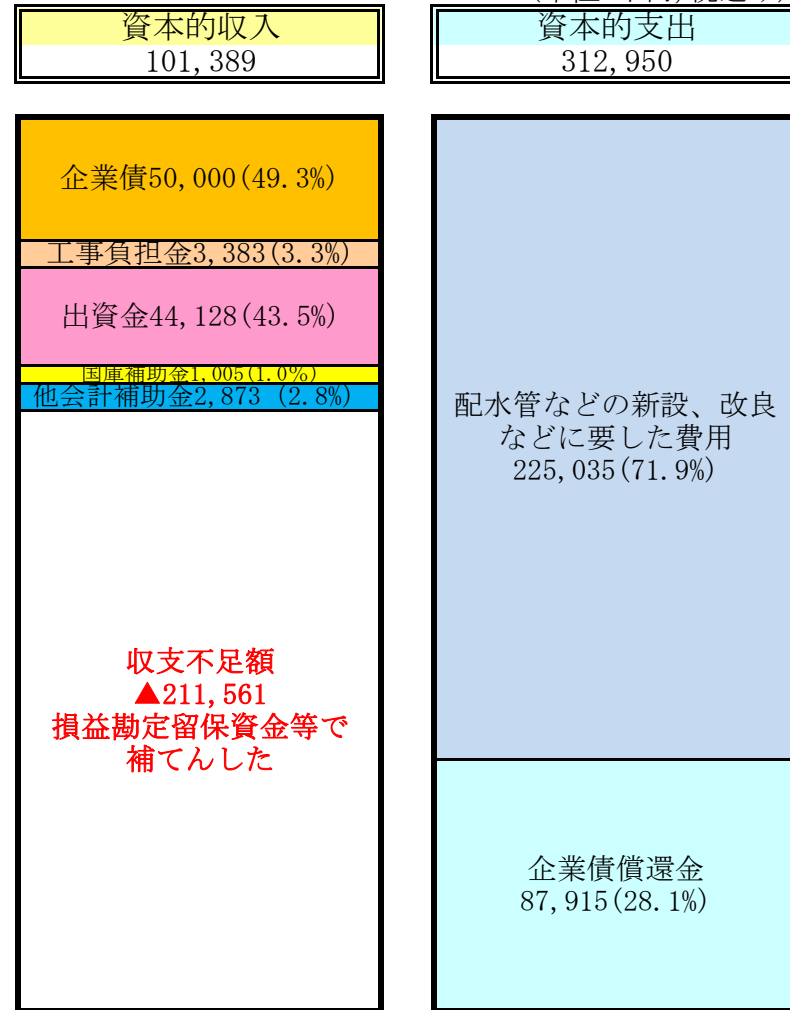 資本的収入
101,389
資本的支出
312,950
企業債50,000(49.3%)
工事負担金3,383(3.3%)
出資金44,128(43.5%)
国庫補助金1,005(1.0%)
他会計補助金2,873 (2.8%)
収支不足額
▲211,561
損益勘定留保資金等で
補てんした
配水管などの新設、改良
などに要した費用
225,035(71.9%)
企業債償還金
87,915(28.1%)